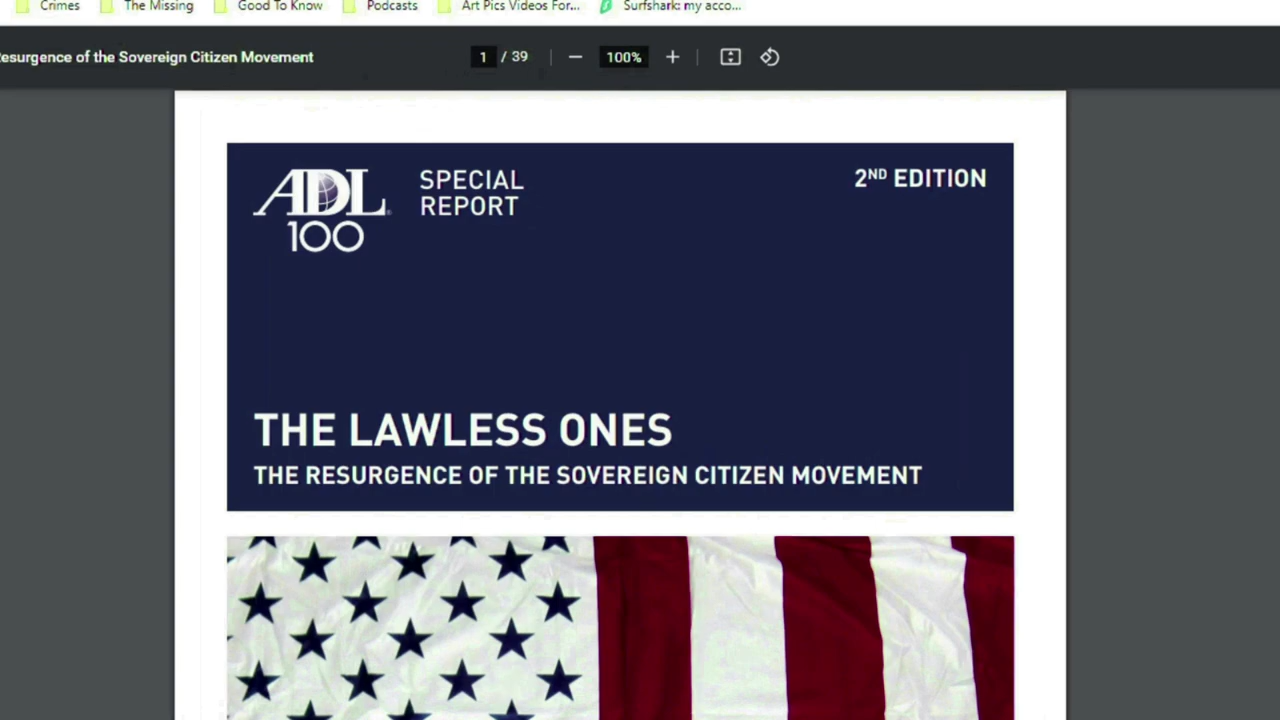 Crimes The Missing Good To Know Podcasts Art Pics Videos For... Surfshark: my acco...
esurgence of the Sovereign Citizen Movement 1 / 39 100%
ADL 100
SPECIAL
REPORT
2ND EDITION
THE LAWLESS ONES
THE RESURGENCE OF THE SOVEREIGN CITIZEN MOVEMENT